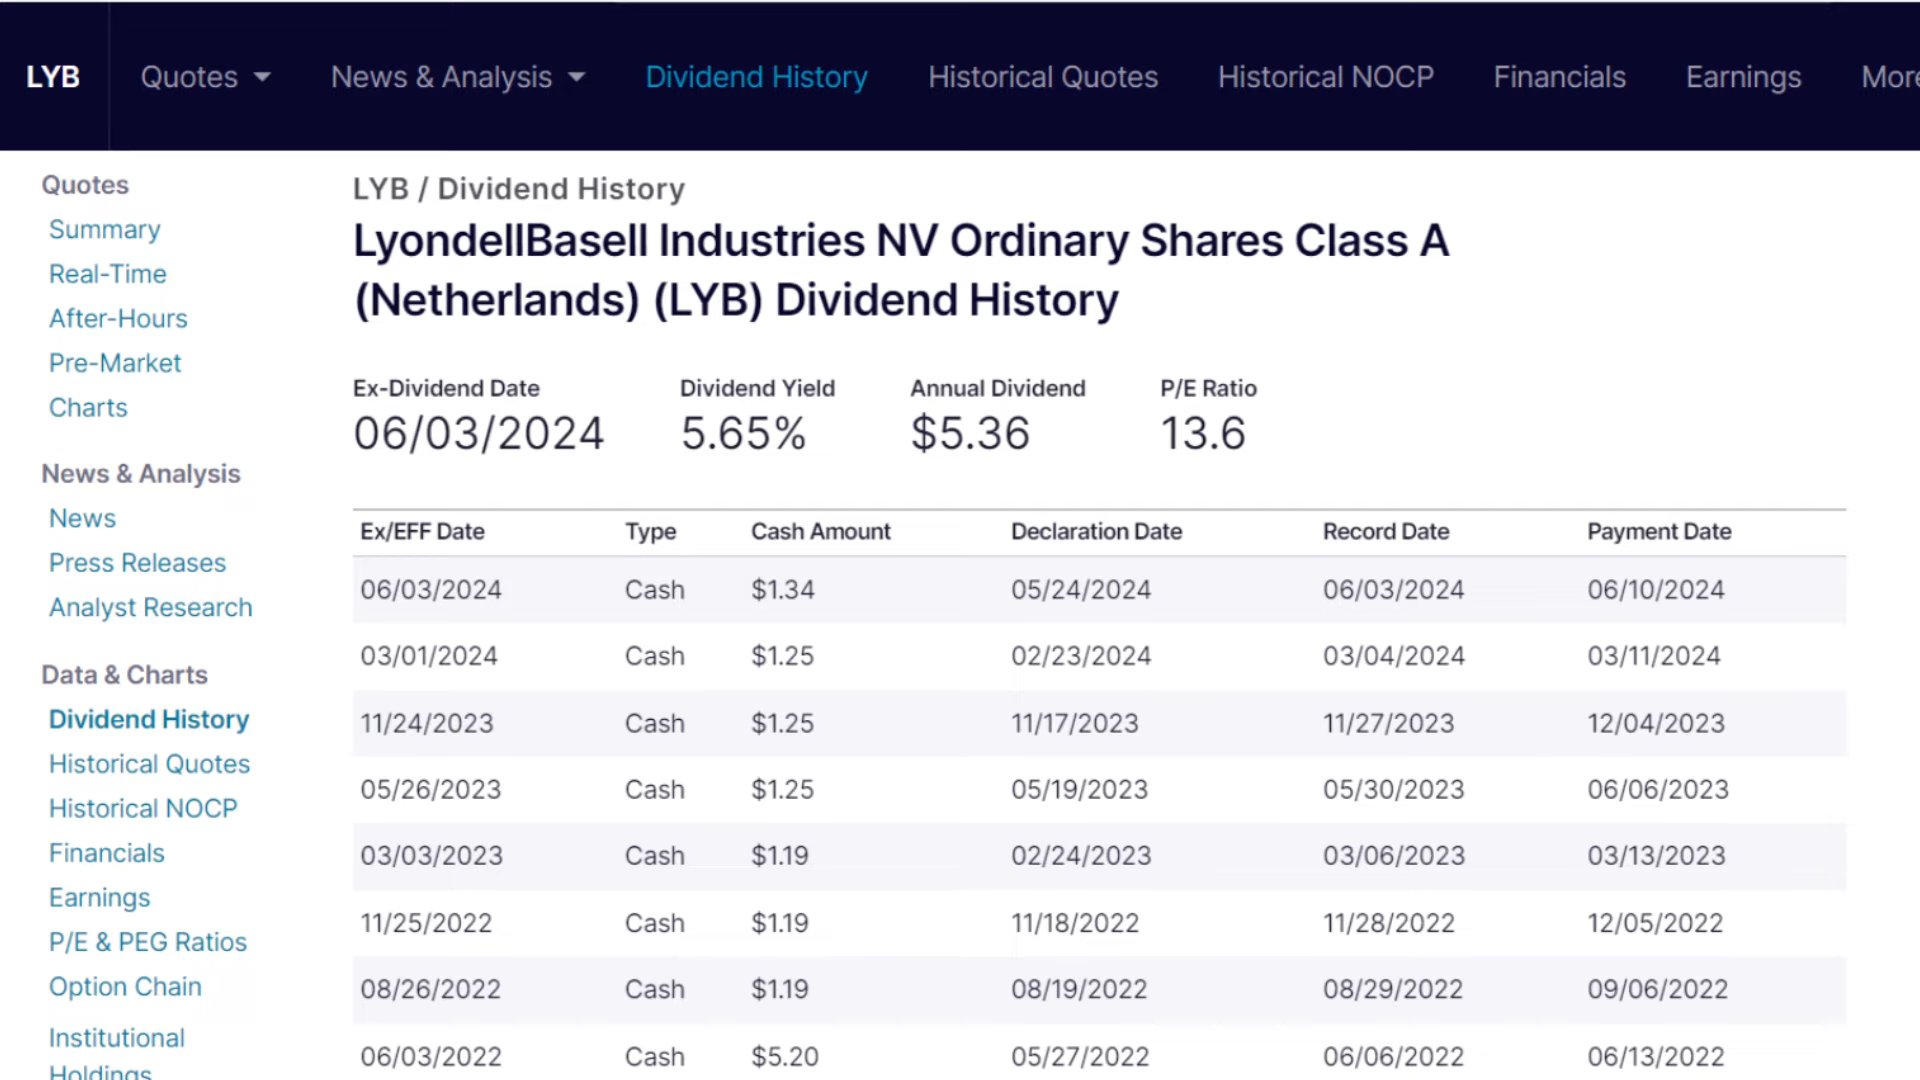 LYB Quotes News & Analysis Dividend History Historical Quotes Historical NOCP Financials Earnings More
Quotes
Summary
Real-Time
After-Hours
Pre-Market
Charts
News & Analysis
News
Press Releases
Analyst Research
Data & Charts
Dividend History
Historical Quotes
Historical NOCP
Financials
Earnings
P/E & PEG Ratios
Option Chain
Institutional
Holdings
LYB / Dividend History
LyondellBasell Industries NV Ordinary Shares Class A
(Netherlands) (LYB) Dividend History
Ex-Dividend Date Dividend Yield Annual Dividend P/E Ratio
06/03/2024 5.65% $5.36 13.6
Ex/EFF Date Type Cash Amount Declaration Date Record Date Payment Date
06/03/2024 Cash $1.34 05/24/2024 06/03/2024 06/10/2024
03/01/2024 Cash $1.25 02/23/2024 03/04/2024 03/11/2024
11/24/2023 Cash $1.25 11/17/2023 11/27/2023 12/04/2023
05/26/2023 Cash $1.25 05/19/2023 05/30/2023 06/06/2023
03/03/2023 Cash $1.19 02/24/2023 03/06/2023 03/13/2023
11/25/2022 Cash $1.19 11/18/2022 11/28/2022 12/05/2022
08/26/2022 Cash $1.19 08/19/2022 08/29/2022 09/06/2022
06/03/2022 Cash $5.20 05/27/2022 06/06/2022 06/13/2022